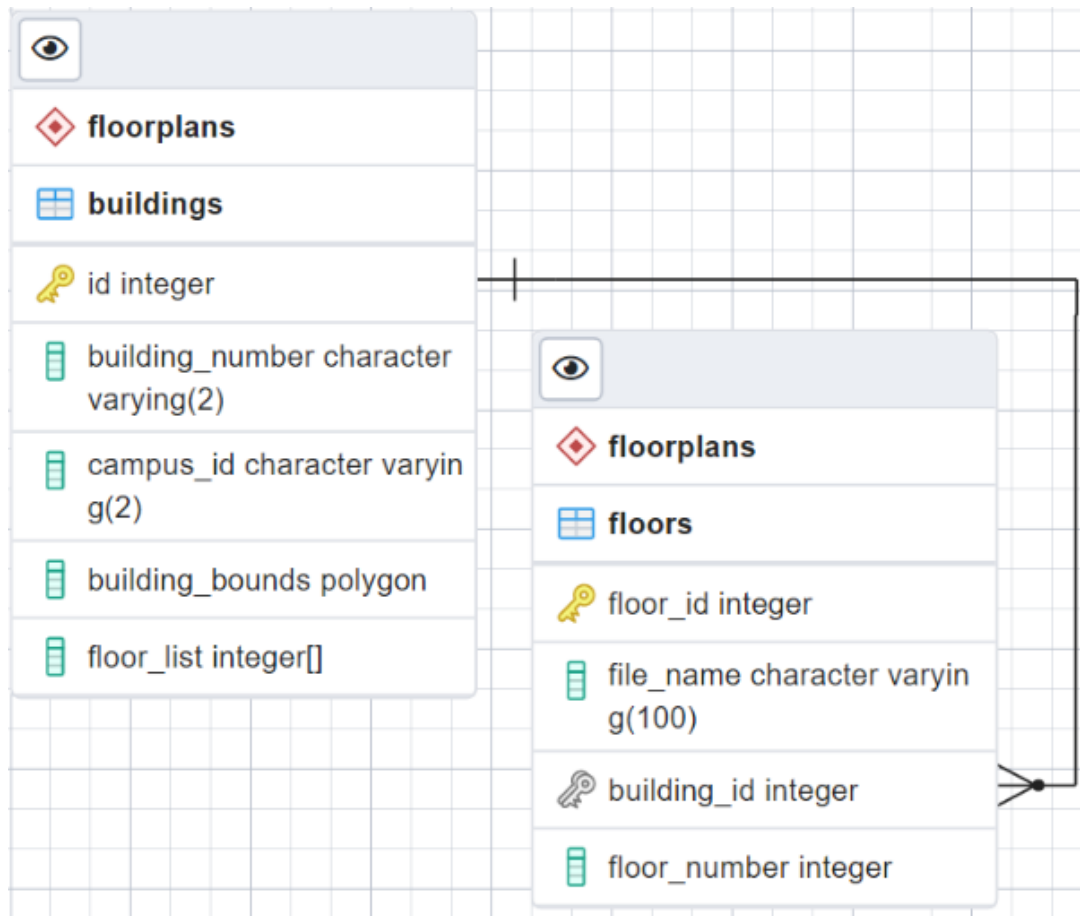 floorplans
buildings
id integer
building_number character
varying(2)
campus_id character varyin
g(2)
building_bounds polygon
floor_list integer[]
floorplans
floors
floor_id integer
file_name character varyin
g(100)
building_id integer
floor_number integer